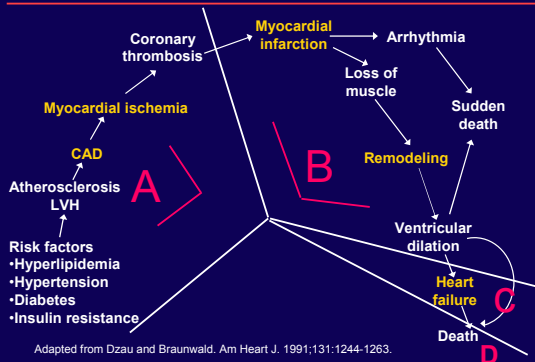 Coronary
thrombosis
Myocardial
infarction
Arrhythmia
Loss of
muscle
Sudden
death
Myocardial ischemia
CAD
Remodeling
A
B
Atherosclerosis
LVH
Ventricular
dilation
Risk factors
•Hyperlipidemia
•Hypertension
•Diabetes
•Insulin resistance
Heart
failure
C
Death
D
Adapted from Dzau and Braunwald. Am Heart J. 1991;131:1244-1263.